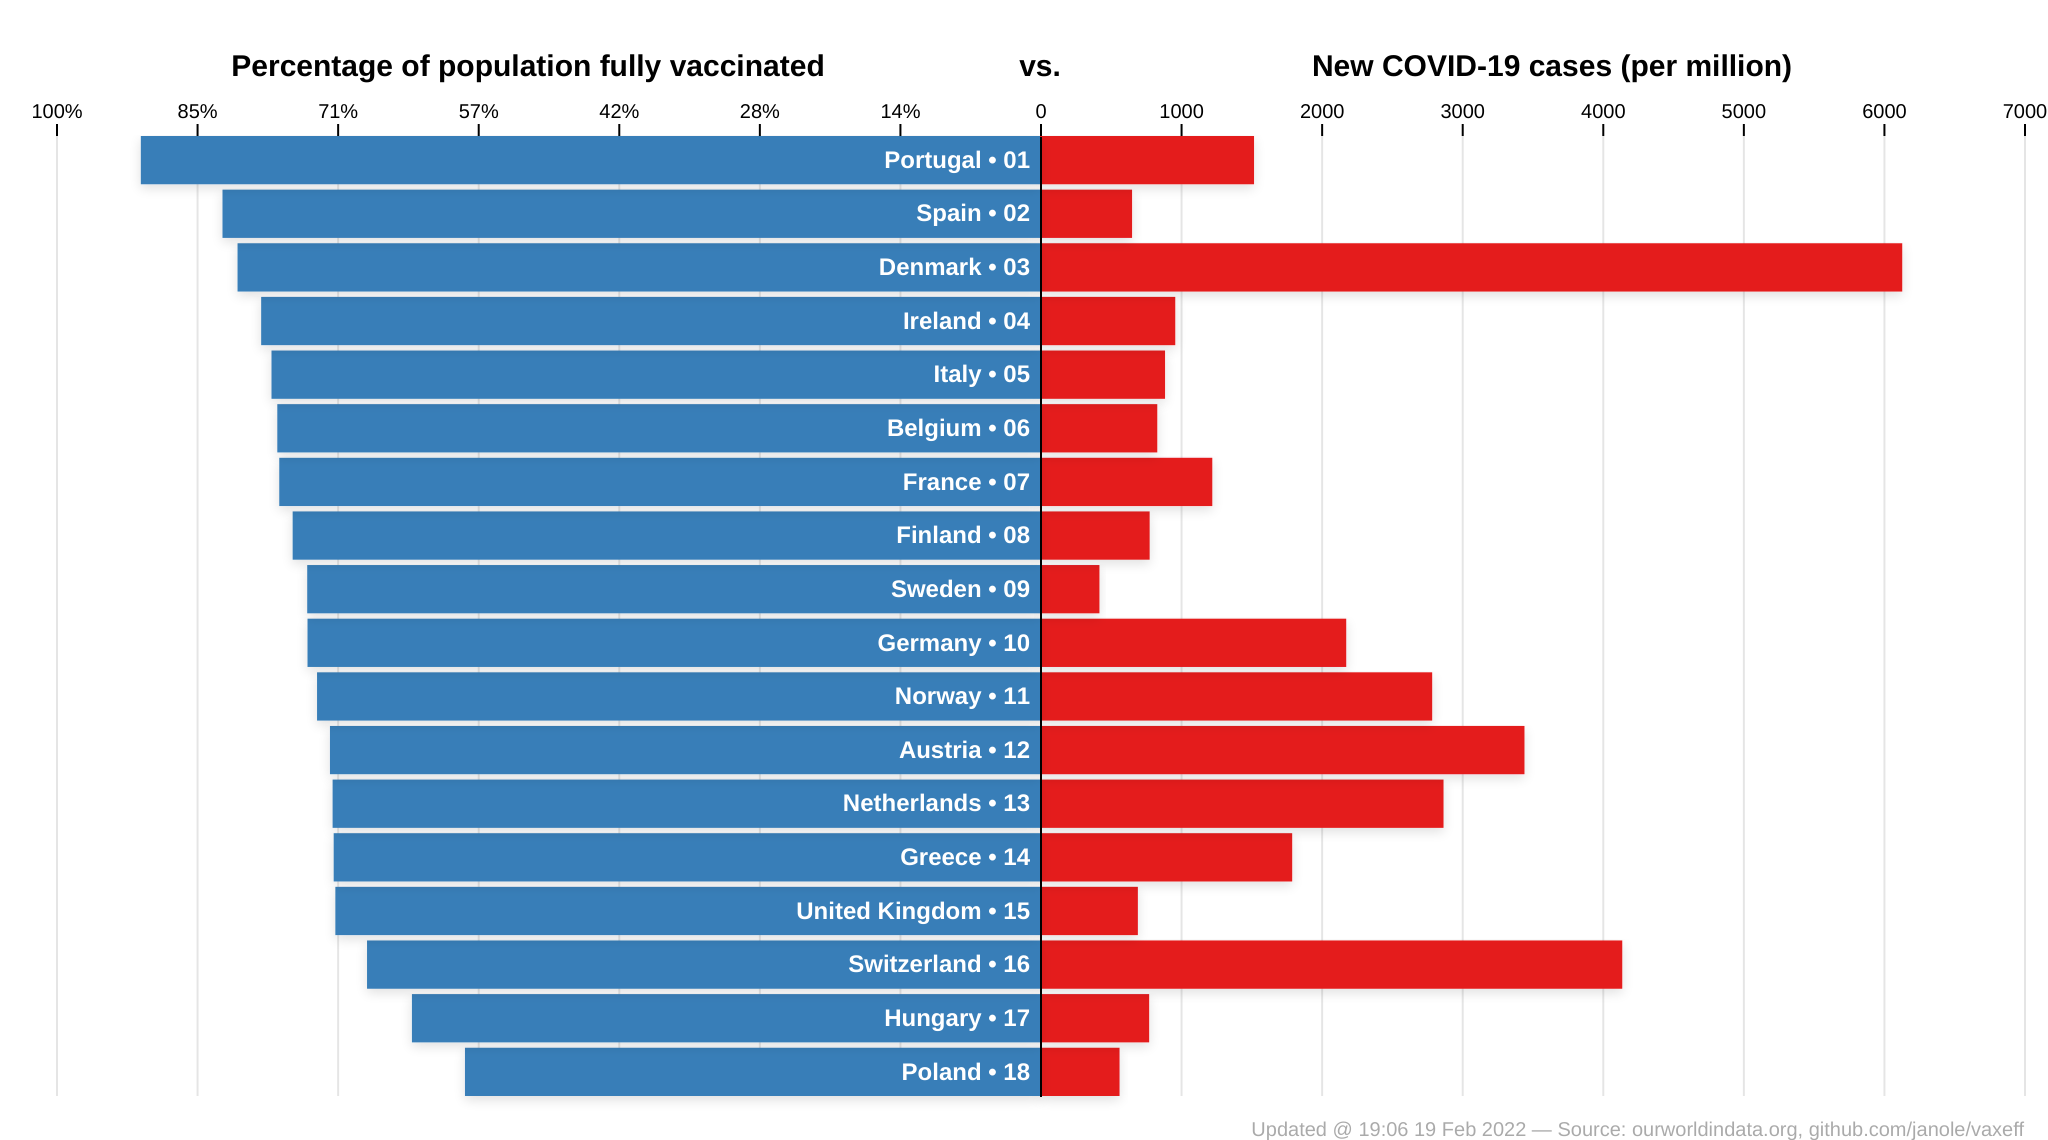 Percentage of population fully vaccinated vs. New COVID-19 cases (per million)
100% 85% 71% 57% 42% 28% 14% 0 1000 2000 3000 4000 5000 6000 7000
Portugal • 01
Spain • 02
Denmark • 03
Ireland • 04
Italy • 05
Belgium • 06
France • 07
Finland • 08
Sweden • 09
Germany • 10
Norway • 11
Austria • 12
Netherlands • 13
Greece • 14
United Kingdom • 15
Switzerland • 16
Hungary • 17
Poland • 18
Updated @ 19:06 19 Feb 2022 — Source: ourworldindata.org, github.com/janole/vaxeff